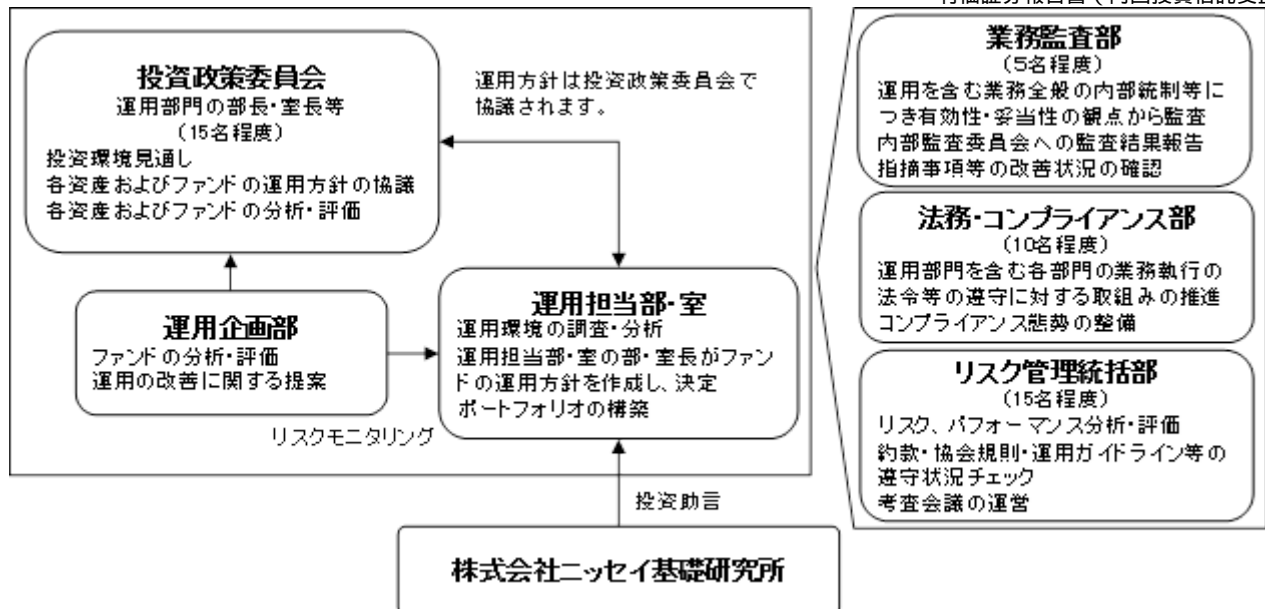 投資政策委員会
運用部門の部長・室長等
(15名程度)
投資環境見通し
各資産およびファンドの運用方針の協議
各資産およびファンドの分析・評価
運用方針は投資政策委員会で
協議されます。
運用企画部
ファンドの分析・評価
運用の改善に関する提案
リスクモニタリング
運用担当部・室
運用環境の調査・分析
運用担当部・室の部・室長がファン
ドの運用方針を作成し、決定
ポートフォリオの構築
投資助言
株式会社ニッセイ基礎研究所
業務監査部
(5名程度)
運用を含む業務全般の内部統制等に
つき有効性・妥当性の観点から監査
内部監査委員会への監査結果報告
指摘事項等の改善状況の確認
法務・コンプライアンス部
(10名程度)
運用部門を含む各部門の業務執行の
法令等の遵守に対する取組みの推進
コンプライアンス態勢の整備
リスク管理統括部
(15名程度)
リスク、パフォーマンス分析・評価
約款・協会規則・運用ガイドライン等の
遵守状況チェック
考査会議の運営